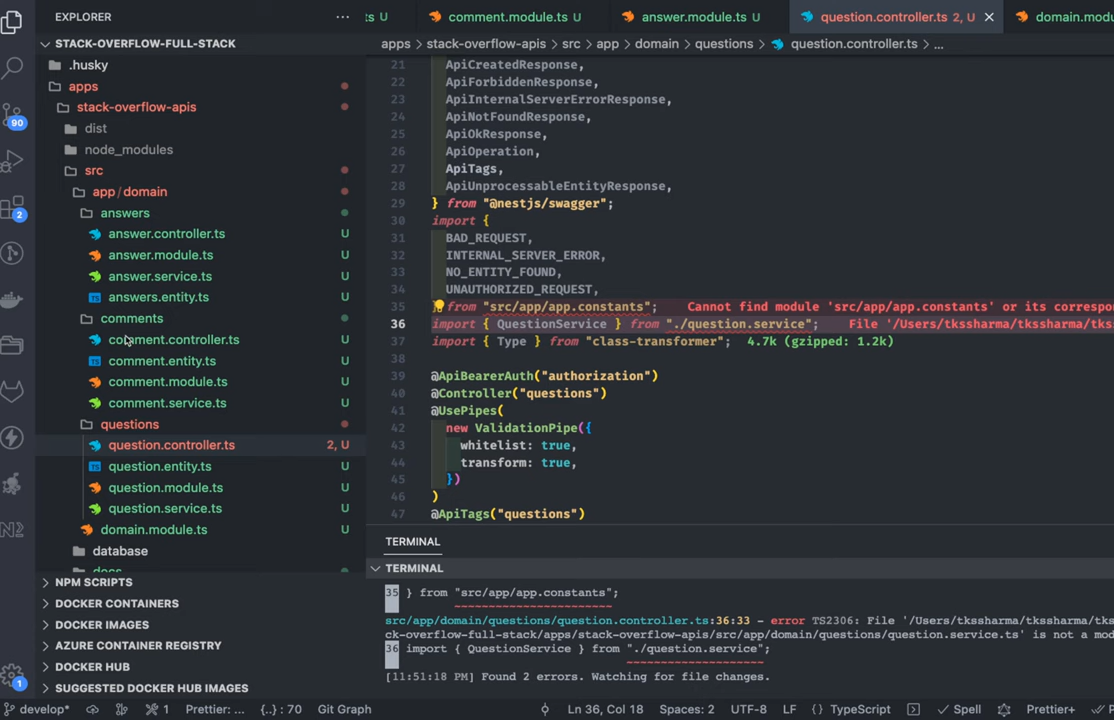 EXPLORER
STACK-OVERFLOW-FULL-STACK
.husky
apps
stack-overflow-apis
dist
node_modules
src
app / domain
answers
answer.controller.ts U
answer.module.ts U
answer.service.ts U
answers.entity.ts U
comments
comment.controller.ts U
comment.entity.ts U
comment.module.ts U
comment.service.ts U
questions
question.controller.ts 2, U
question.entity.ts U
question.module.ts U
question.service.ts U
domain.module.ts U
database
docs
NPM SCRIPTS
DOCKER CONTAINERS
DOCKER IMAGES
AZURE CONTAINER REGISTRY
DOCKER HUB
SUGGESTED DOCKER HUB IMAGES
90
2
1
ts U
comment.module.ts U
answer.module.ts U
question.controller.ts 2, U
domain.mod
apps > stack-overflow-apis > src > app > domain > questions > question.controller.ts > ...
21 ApiCreatedResponse,
22 ApiForbiddenResponse,
23 ApiInternalServerErrorResponse,
24 ApiNotFoundResponse,
25 ApiOkResponse,
26 ApiOperation,
27 ApiTags,
28 ApiUnprocessableEntityResponse,
29 } from "@nestjs/swagger";
30 import {
31 BAD_REQUEST,
32 INTERNAL_SERVER_ERROR,
33 NO_ENTITY_FOUND,
34 UNAUTHORIZED_REQUEST,
35 from "src/app/app.constants"; Cannot find module 'src/app/app.constants' or its correspo
36 import { QuestionService } from "./question.service"; File '/Users/tkssharma/tkssharma/tks
37 import { Type } from "class-transformer"; 4.7k (gzipped: 1.2k)
39 @ApiBearerAuth("authorization")
40 @Controller("questions")
41 @UsePipes(
42 new ValidationPipe({
43 whitelist: true,
44 transform: true,
45 })
46 )
47 @ApiTags("questions")
TERMINAL
TERMINAL
35 } from "src/app/app.constants";
src/app/domain/questions/question.controller.ts:36:33 - error TS2306: File '/Users/tkssharma/tkssharma/
ck-overflow-full-stack/apps/stack-overflow-apis/src/app/domain/questions/question.service.ts' is not a mod
36 import { QuestionService } from "./question.service";
[11:51:18 PM] Found 2 errors. Watching for file changes.
develop* 1 Prettier: ... {..} : 70 Git Graph Ln 36, Col 18 Spaces: 2 UTF-8 LF {} TypeScript Spell Prettier+